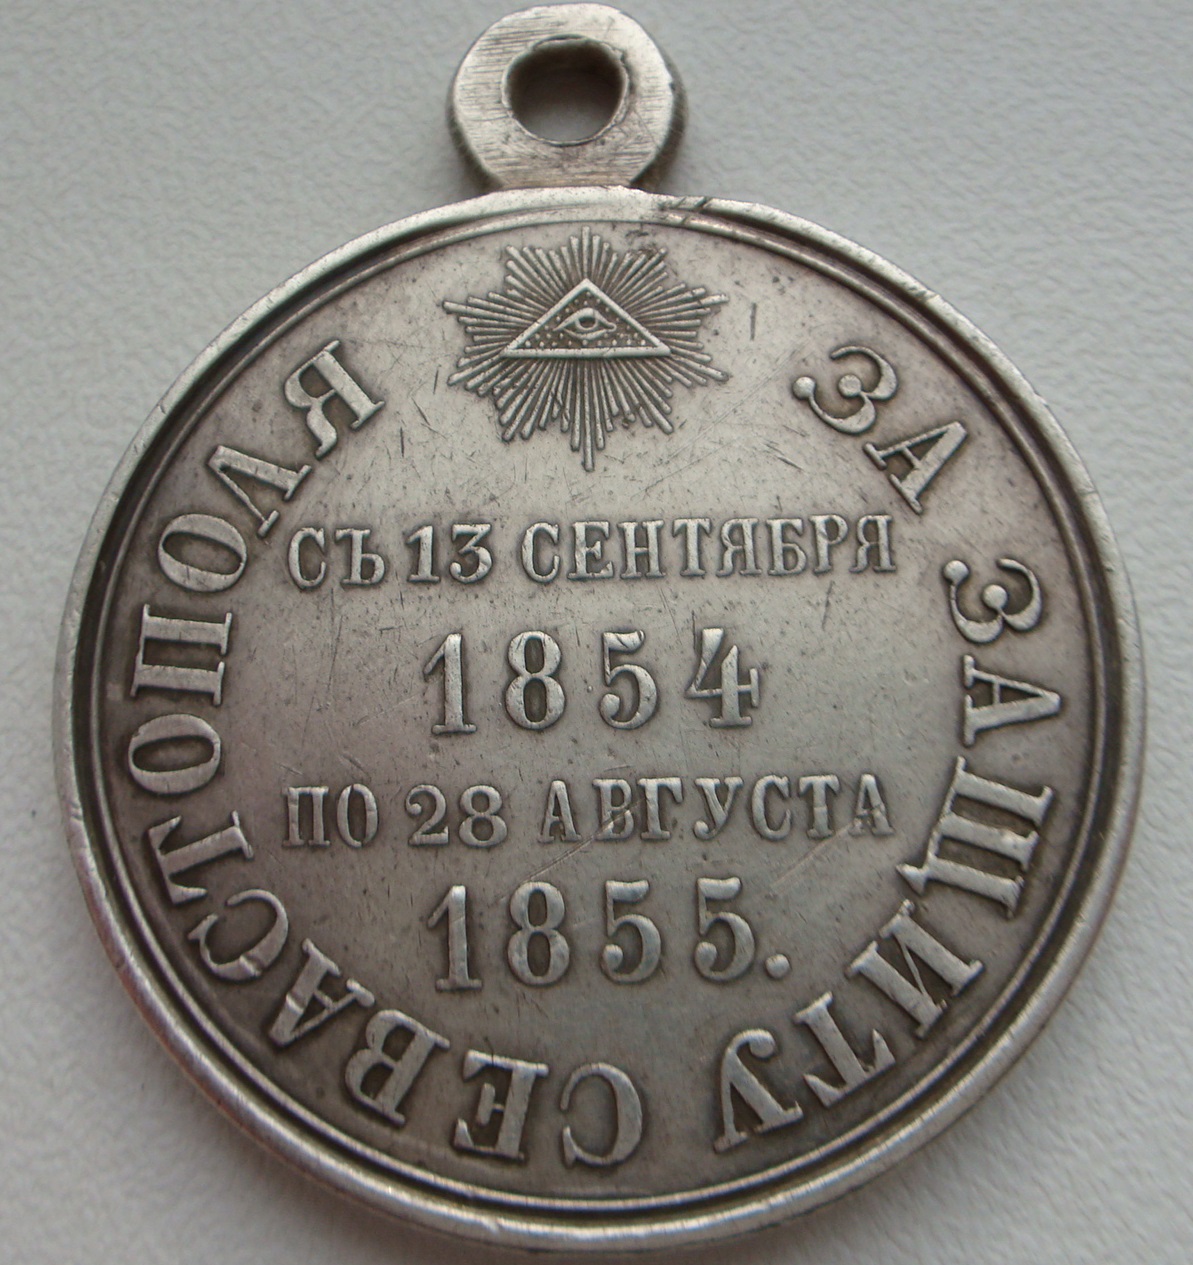 ЗА ЗАЩИТУ СЕВАСТОПОЛЯ
СЪ 13 СЕНТЯБРЯ
1854
ПО 28 АВГУСТА
1855.